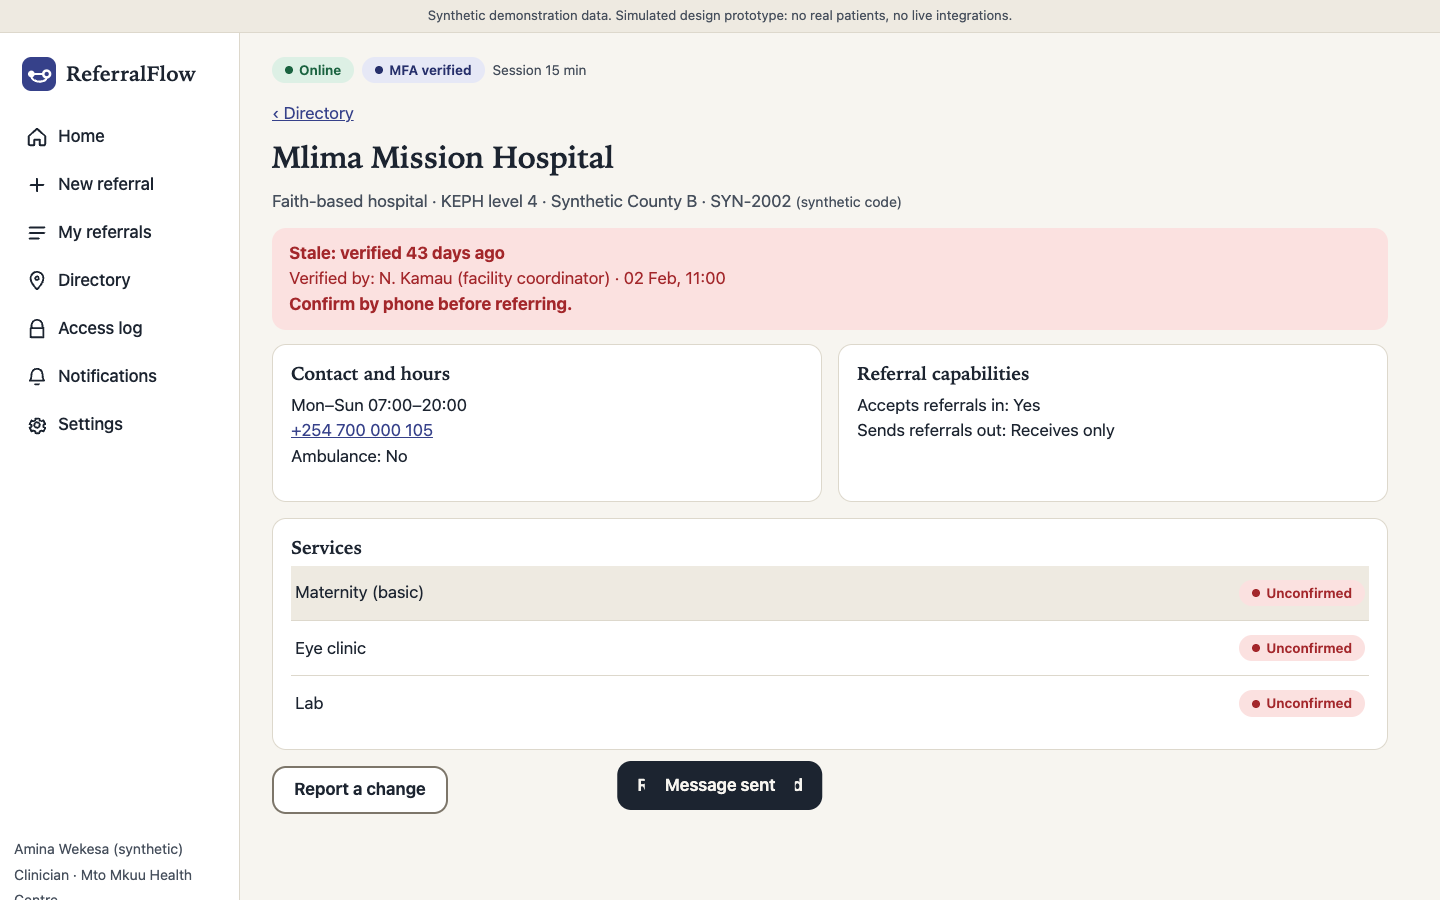 Synthetic demonstration data. Simulated design prototype: no real patients, no live integrations.
ReferralFlow
Home
New referral
My referrals
Directory
Access log
Notifications
Settings
Amina Wekesa (synthetic)
Clinician · Mto Mkuu Health
Online
MFA verified
Session 15 min
‹ Directory
Mlima Mission Hospital
Faith-based hospital · KEPH level 4 · Synthetic County B · SYN-2002 (synthetic code)
Stale: verified 43 days ago
Verified by: N. Kamau (facility coordinator) · 02 Feb, 11:00
Confirm by phone before referring.
Contact and hours
Mon–Sun 07:00–20:00
+254 700 000 105
Ambulance: No
Referral capabilities
Accepts referrals in: Yes
Sends referrals out: Receives only
Services
Maternity (basic)
Unconfirmed
Eye clinic
Unconfirmed
Lab
Unconfirmed
Report a change
Message sent